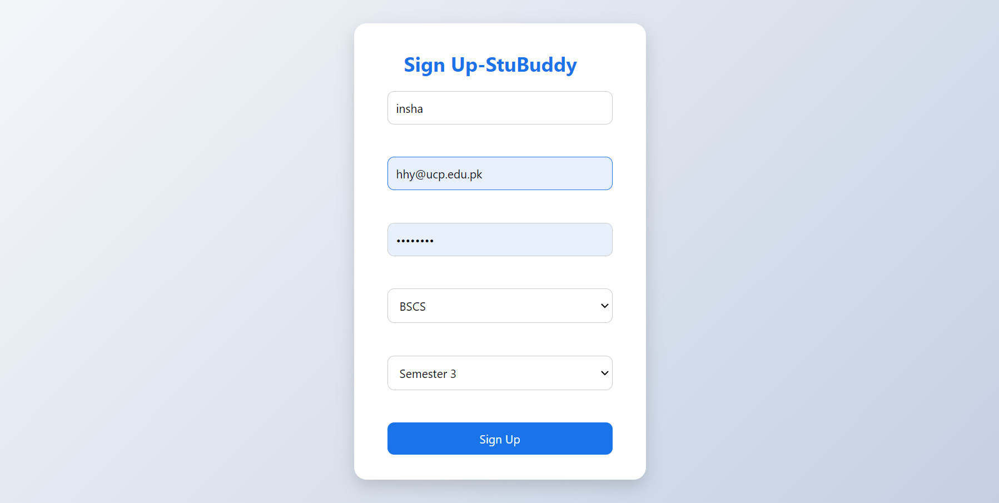 Sign Up-StuBuddy
insha
hhy@ucp.edu.pk
••••••••
BSCS
Semester 3
Sign Up